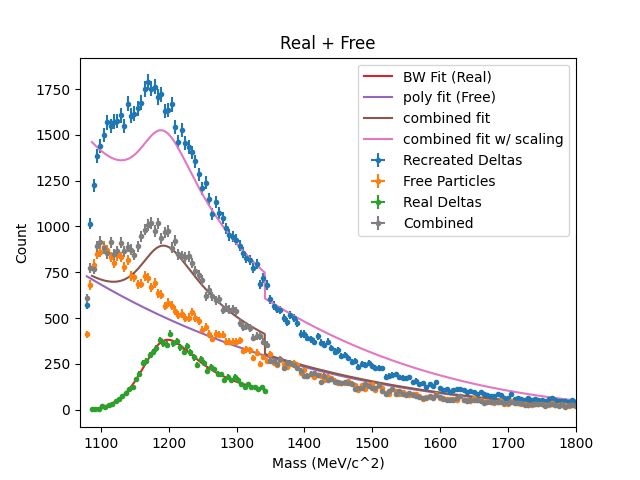 Real + Free
BW Fit (Real)
poly fit (Free)
combined fit
combined fit w/ scaling
Recreated Deltas
Free Particles
Real Deltas
Combined
Count
1750
1500
1250
1000
750
500
250
0
1100 1200 1300 1400 1500 1600 1700 1800
Mass (MeV/c^2)